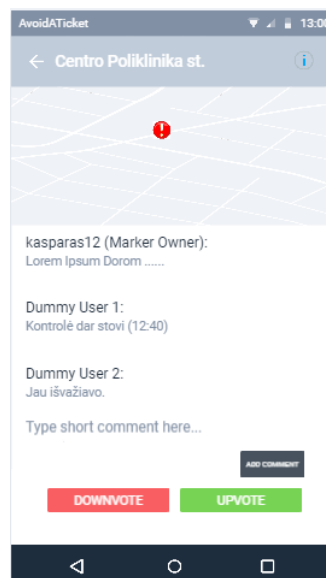 AvoidATicket 13:00
Centro Poliklinika st.
kasparas12 (Marker Owner):
Lorem Ipsum Dorom ......
Dummy User 1:
Kontrolė dar stovi (12:40)
Dummy User 2:
Jau išvažiavo.
Type short comment here...
ADD COMMENT
DOWNVOTE UPVOTE